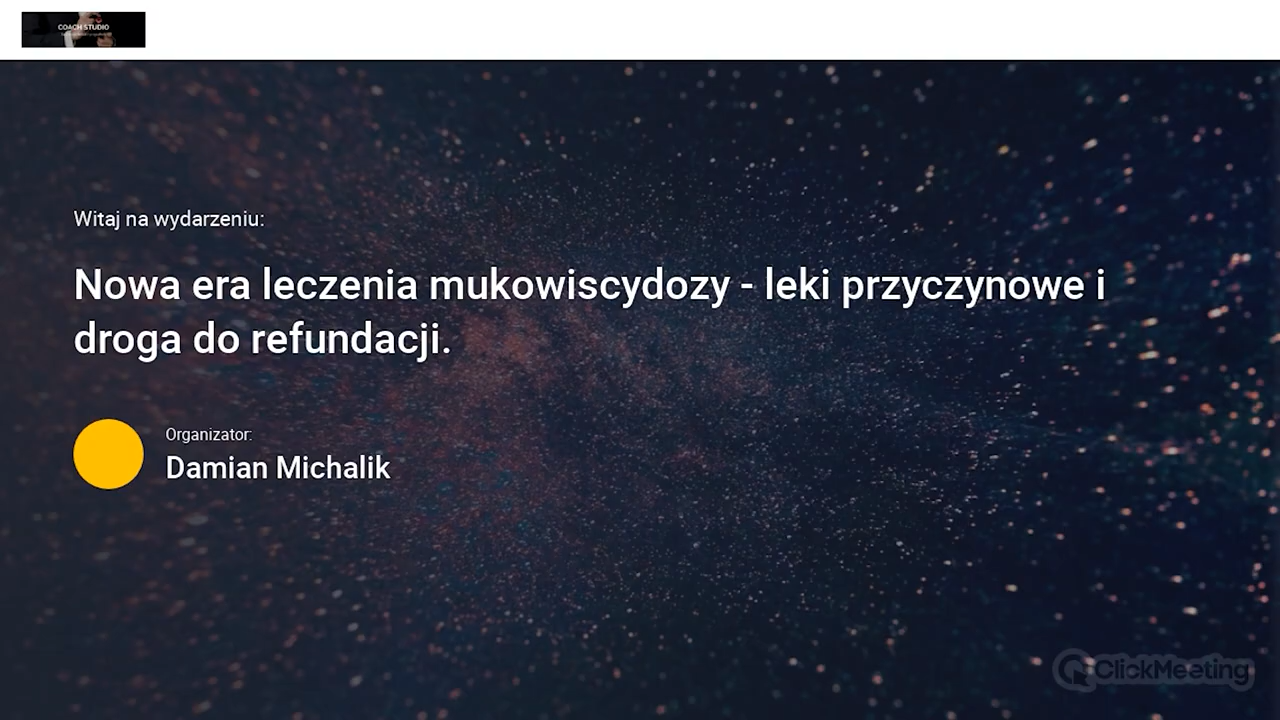 COACH STUDIO
Witaj na wydarzeniu:
Nowa era leczenia mukowiscydozy - leki przyczynowe i
droga do refundacji.
Organizator:
Damian Michalik
ClickMeeting